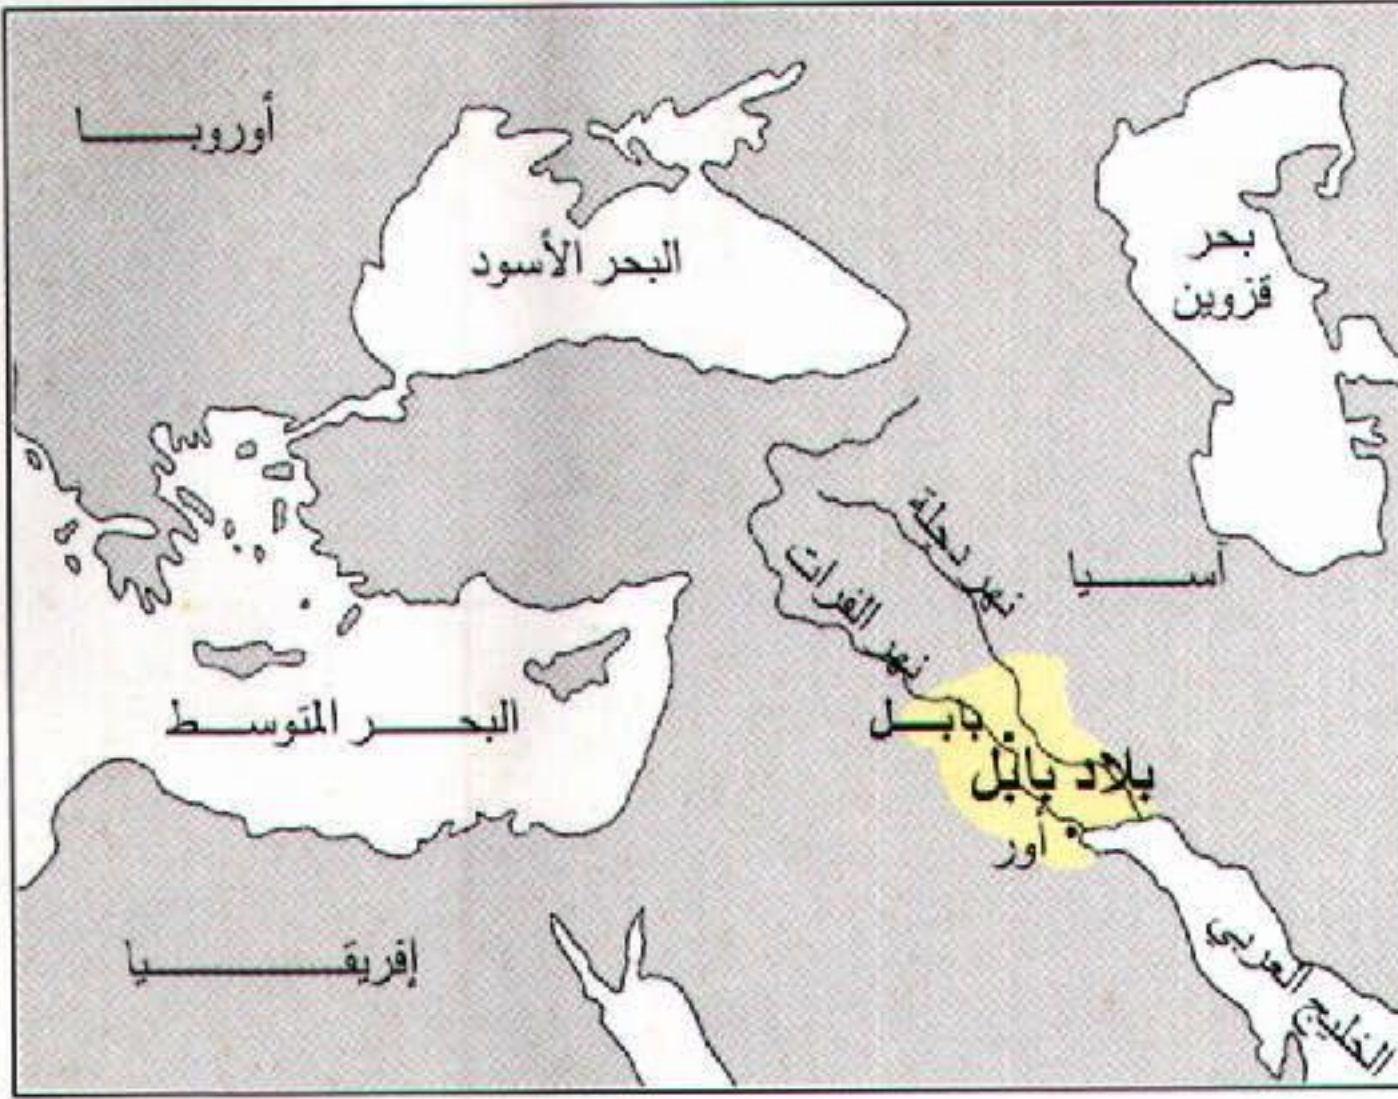 أوروبا
البحر الأسود
بحر
قزوين
نهر دجلة
آسيا
نهر الفرات
البحر المتوسط
بابل
بلاد بابل
أور
إفريقيا
الخليج العربي